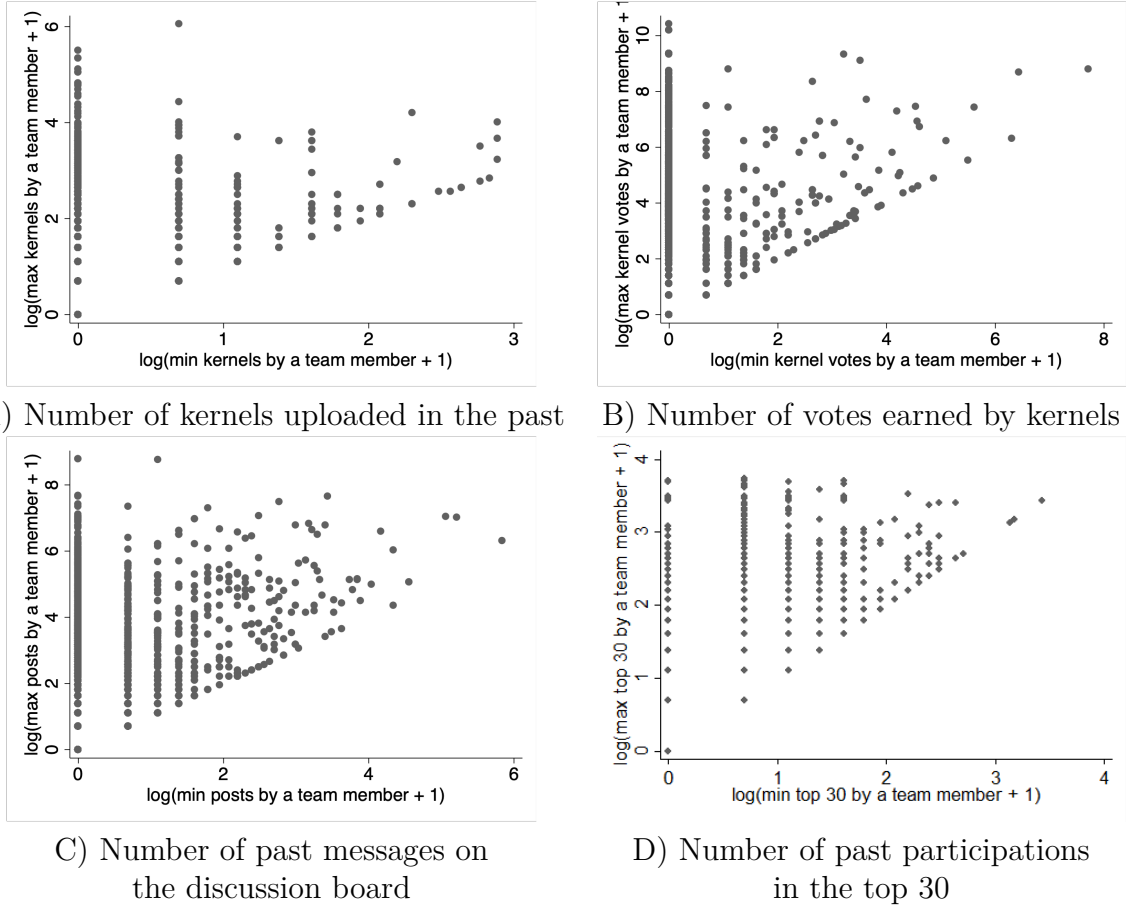 log(max kernels by a team member + 1)
6
4
2
0
0 1 2 3
log(min kernels by a team member + 1)
log(max kernel votes by a team member + 1)
10
8
6
4
2
0
0 2 4 6 8
log(min kernel votes by a team member + 1)
) Number of kernels uploaded in the past
B) Number of votes earned by kernels
log(max posts by a team member + 1)
8
6
4
2
0
0 2 4 6
log(min posts by a team member + 1)
log(max top 30 by a team member + 1)
4
3
2
1
0
0 1 2 3 4
log(min top 30 by a team member + 1)
C) Number of past messages on
the discussion board
D) Number of past participations
in the top 30